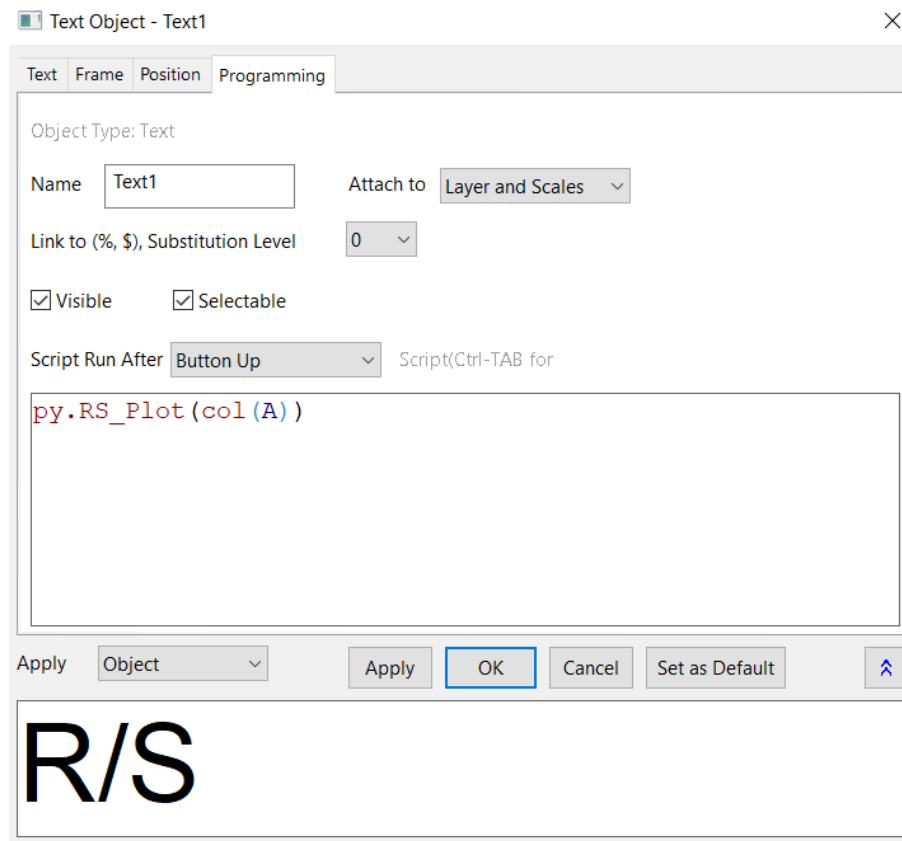 Text Object - Text1
Text Frame Position Programming
Object Type: Text
Name Text1 Attach to Layer and Scales
Link to (%, $), Substitution Level 0
Visible Selectable
Script Run After Button Up Script(Ctrl-TAB for
py.RS_Plot(col(A))
Apply Object Apply OK Cancel Set as Default
R/S